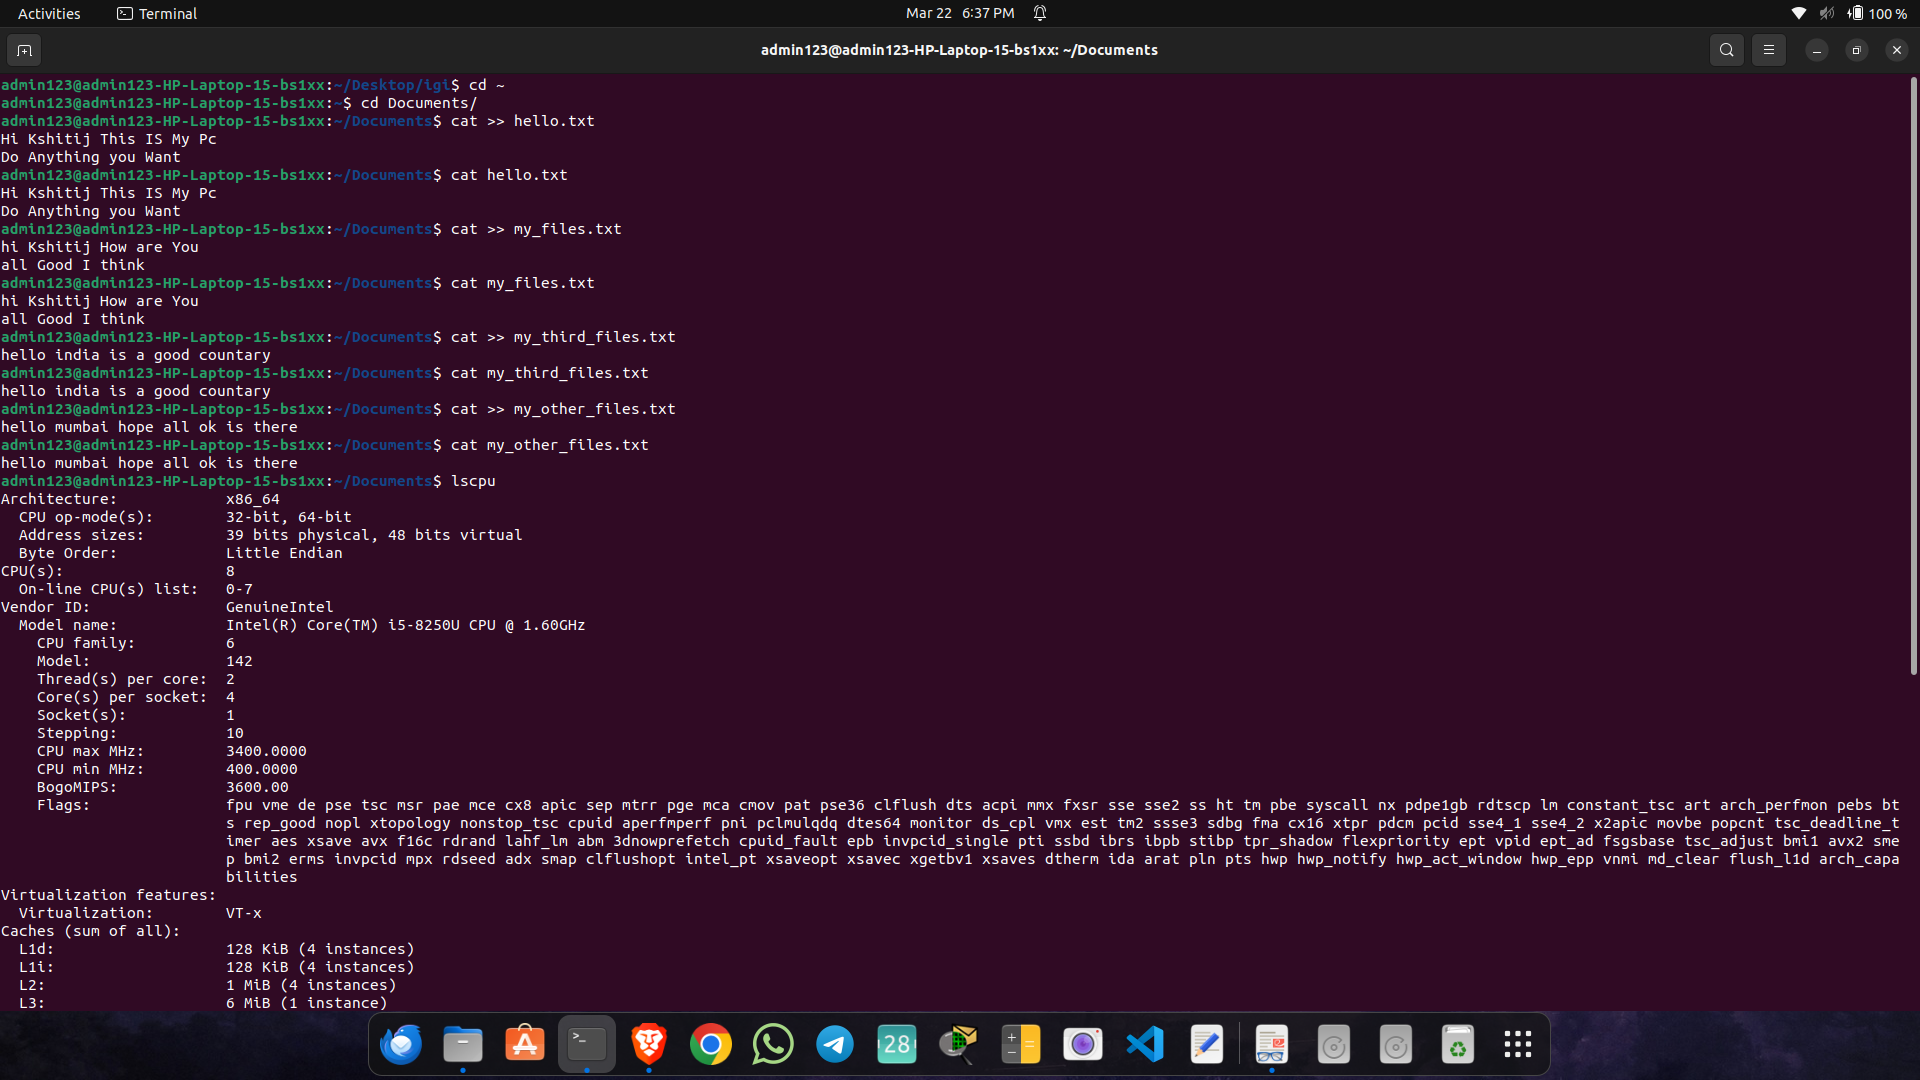 Activities Terminal Mar 22 6:37 PM 100 %
admin123@admin123-HP-Laptop-15-bs1xx: ~/Documents
admin123@admin123-HP-Laptop-15-bs1xx:~/Desktop/igi$ cd ~
admin123@admin123-HP-Laptop-15-bs1xx:~$ cd Documents/
admin123@admin123-HP-Laptop-15-bs1xx:~/Documents$ cat >> hello.txt
Hi Kshitij This IS My Pc
Do Anything you Want
admin123@admin123-HP-Laptop-15-bs1xx:~/Documents$ cat hello.txt
Hi Kshitij This IS My Pc
Do Anything you Want
admin123@admin123-HP-Laptop-15-bs1xx:~/Documents$ cat >> my_files.txt
hi Kshitij How are You
all Good I think
admin123@admin123-HP-Laptop-15-bs1xx:~/Documents$ cat my_files.txt
hi Kshitij How are You
all Good I think
admin123@admin123-HP-Laptop-15-bs1xx:~/Documents$ cat >> my_third_files.txt
hello india is a good countary
admin123@admin123-HP-Laptop-15-bs1xx:~/Documents$ cat my_third_files.txt
hello india is a good countary
admin123@admin123-HP-Laptop-15-bs1xx:~/Documents$ cat >> my_other_files.txt
hello mumbai hope all ok is there
admin123@admin123-HP-Laptop-15-bs1xx:~/Documents$ cat my_other_files.txt
hello mumbai hope all ok is there
admin123@admin123-HP-Laptop-15-bs1xx:~/Documents$ lscpu
Architecture: x86_64
CPU op-mode(s): 32-bit, 64-bit
Address sizes: 39 bits physical, 48 bits virtual
Byte Order: Little Endian
CPU(s): 8
On-line CPU(s) list: 0-7
Vendor ID: GenuineIntel
Model name: Intel(R) Core(TM) i5-8250U CPU @ 1.60GHz
CPU family: 6
Model: 142
Thread(s) per core: 2
Core(s) per socket: 4
Socket(s): 1
Stepping: 10
CPU max MHz: 3400.0000
CPU min MHz: 400.0000
BogoMIPS: 3600.00
Flags: fpu vme de pse tsc msr pae mce cx8 apic sep mtrr pge mca cmov pat pse36 clflush dts acpi mmx fxsr sse sse2 ss ht tm pbe syscall nx pdpe1gb rdtscp lm constant_tsc art arch_perfmon pebs bt
s rep_good nopl xtopology nonstop_tsc cpuid aperfmperf pni pclmulqdq dtes64 monitor ds_cpl vmx est tm2 ssse3 sdbg fma cx16 xtpr pdcm pcid sse4_1 sse4_2 x2apic movbe popcnt tsc_deadline_t
imer aes xsave avx f16c rdrand lahf_lm abm 3dnowprefetch cpuid_fault epb invpcid_single pti ssbd ibrs ibpb stibp tpr_shadow flexpriority ept vpid ept_ad fsgsbase tsc_adjust bmi1 avx2 sme
p bmi2 erms invpcid mpx rdseed adx smap clflushopt intel_pt xsaveopt xsavec xgetbv1 xsaves dtherm ida arat pln pts hwp hwp_notify hwp_act_window hwp_epp vnmi md_clear flush_l1d arch_capa
bilities
Virtualization features:
Virtualization: VT-x
Caches (sum of all):
L1d: 128 KiB (4 instances)
L1i: 128 KiB (4 instances)
L2: 1 MiB (4 instances)
L3: 6 MiB (1 instance)
28